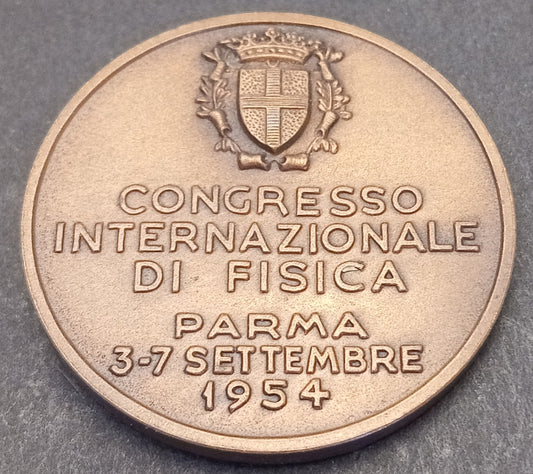 CONGRESSO
INTERNAZIONALE
DI FISICA
PARMA
3-7 SETTEMBRE
1954